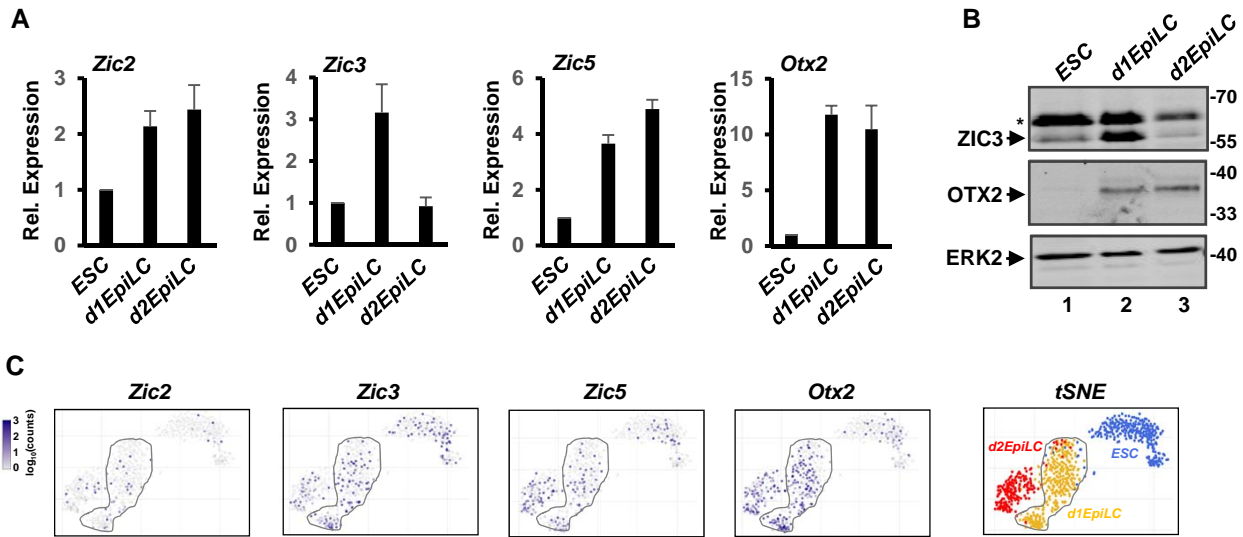 A
B
Zic2
Zic3
Zic5
Otx2
Rel. Expression
3
2
1
0
ESC
d1EpiLC
d2EpiLC
Rel. Expression
4
3
2
1
0
ESC
d1EpiLC
d2EpiLC
Rel. Expression
6
4
2
0
ESC
d1EpiLC
d2EpiLC
Rel. Expression
15
10
5
0
ESC
d1EpiLC
d2EpiLC
ESC
d1EpiLC
d2EpiLC
*
ZIC3
-70
-55
OTX2
-40
-33
ERK2
-40
1 2 3
C
Zic2
Zic3
Zic5
Otx2
tSNE
3
2
1
0
log10(counts)
d2EpiLC
ESC
d1EpiLC